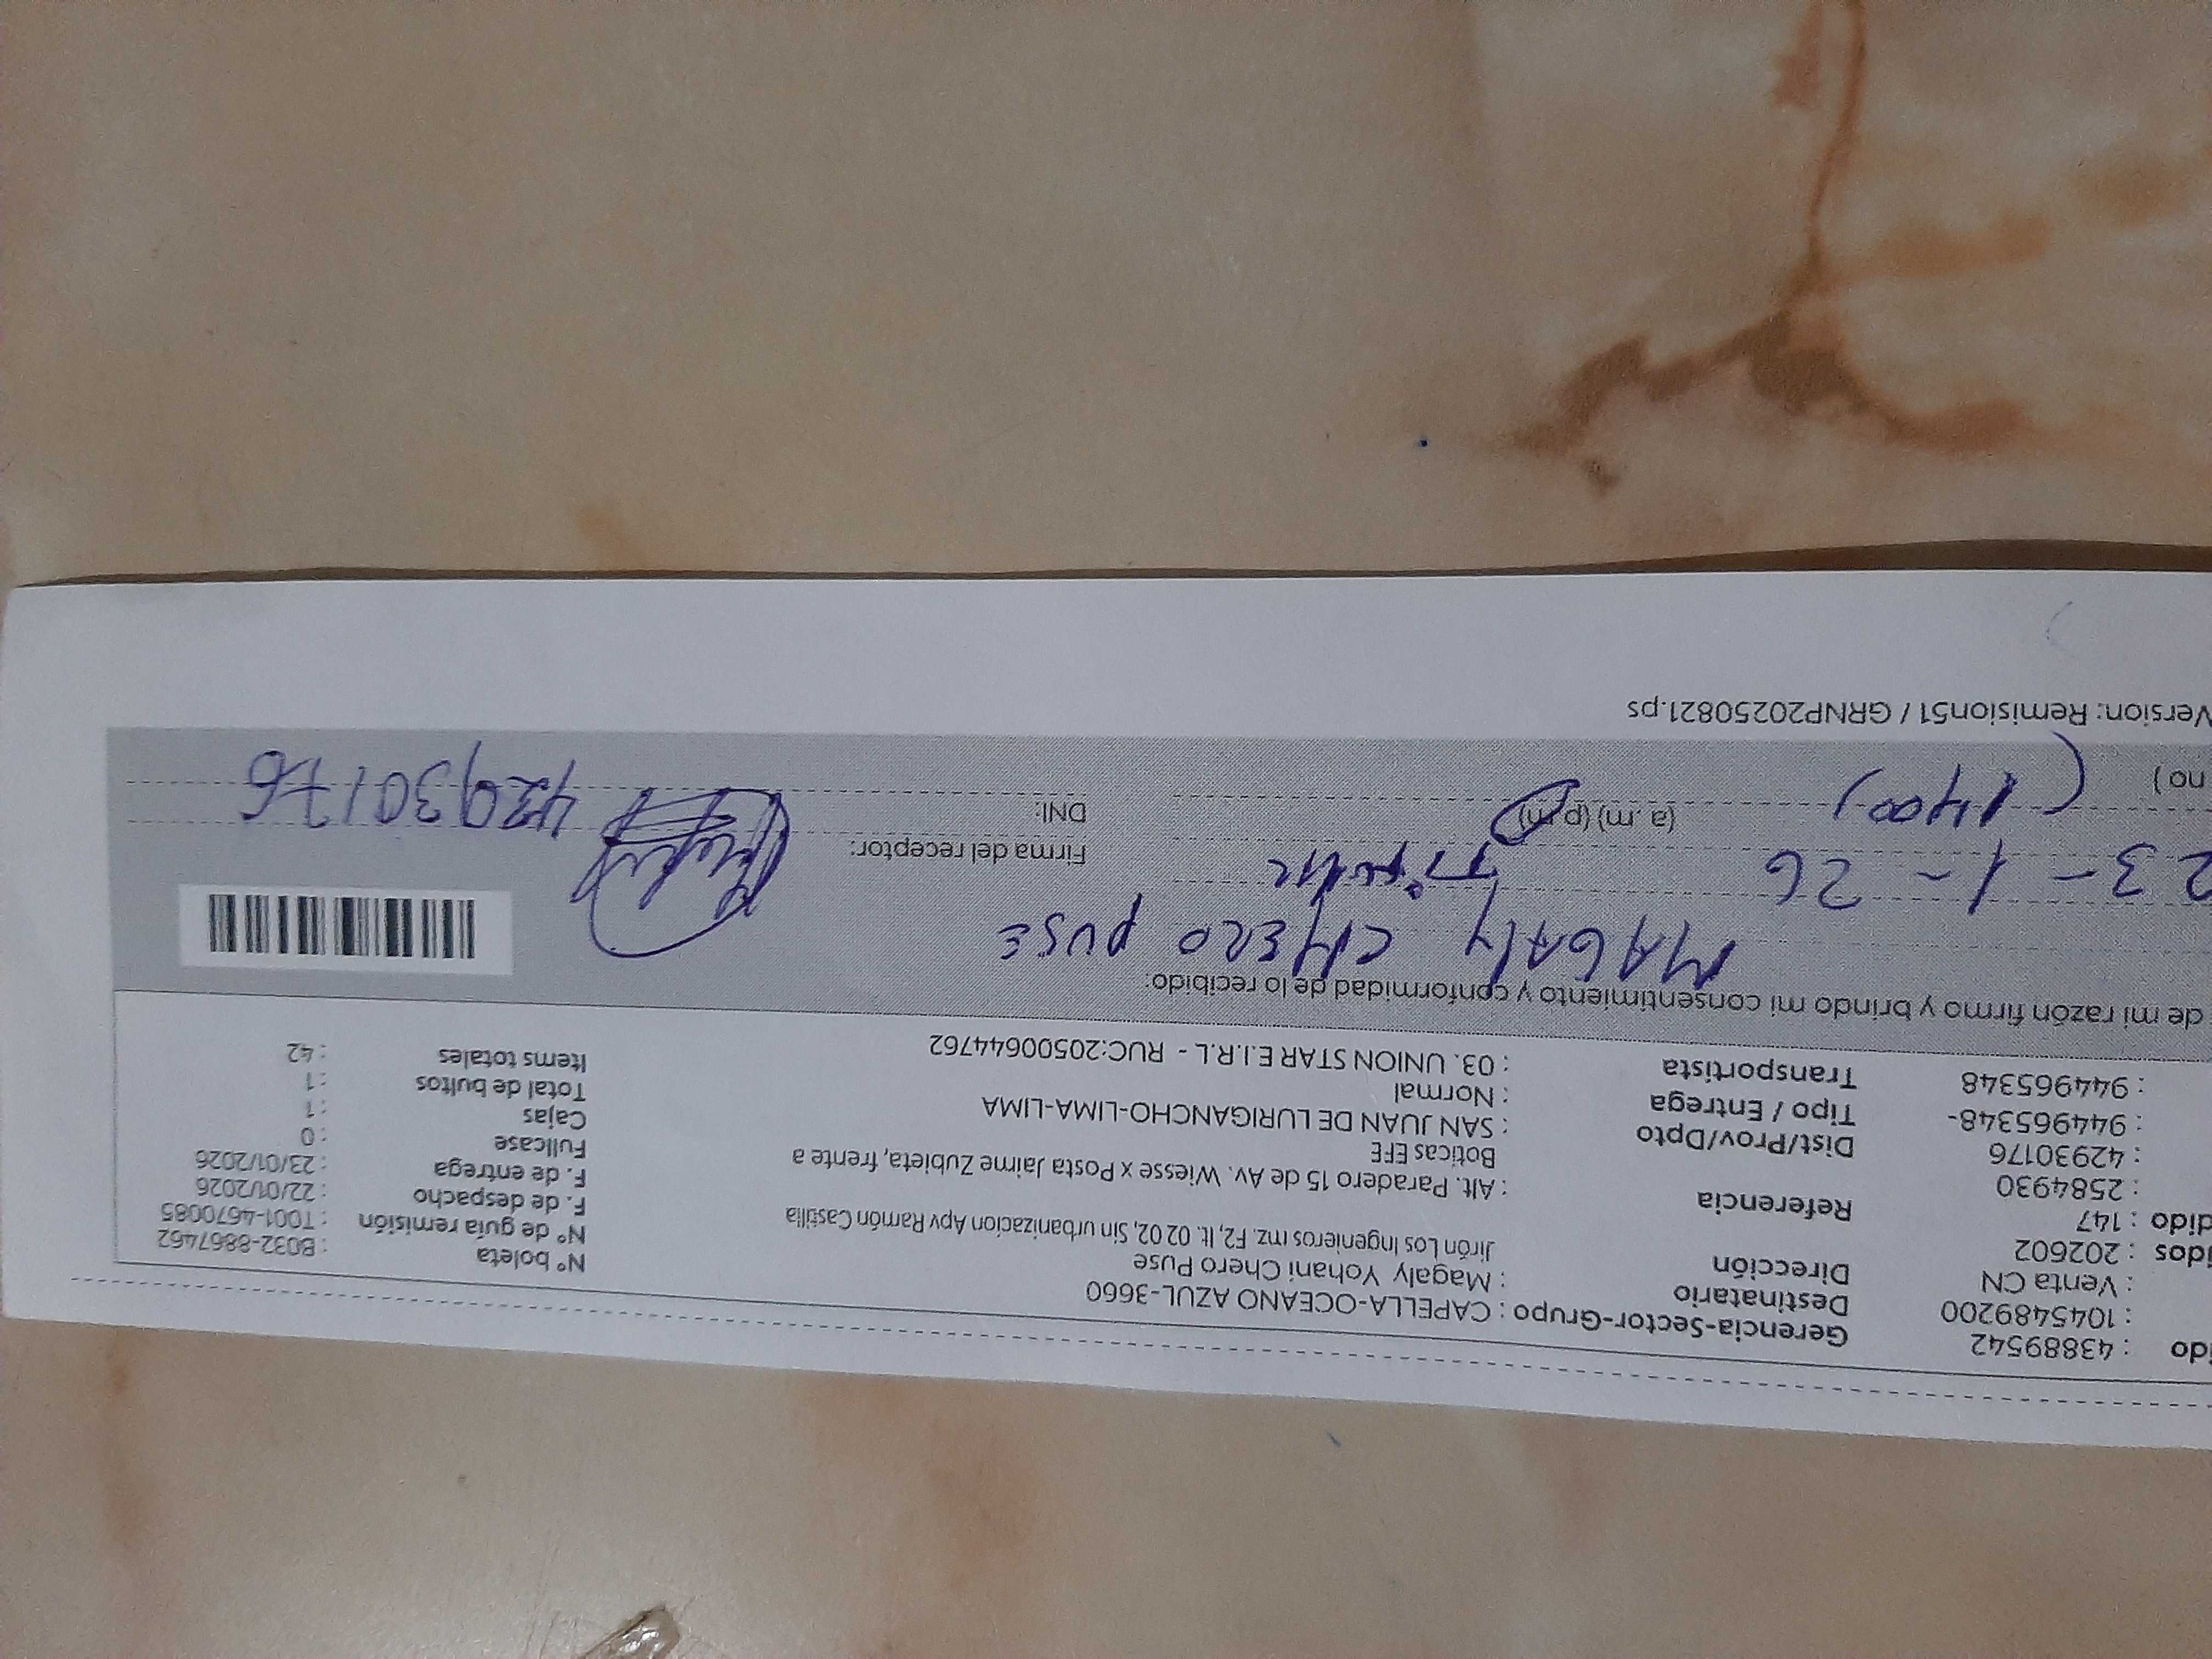 ido : 43889542 Gerencia-Sector-Grupo : CAPELLA-OCEANO AZUL-3660
: 1045489200 Destinatario : Magaly Yohani Chero Puse Nº boleta : B032-8867462
: Venta CN Dirección Jirón Los Ingenieros mz. F2, lt. 02 02, Sin urbanizacion Apv Ramón Castilla Nº de guía remisión : T001-4670085
idos : 202602 F. de despacho : 22/01/2026
dido : 147 Referencia : Alt. Paradero 15 de Av. Wiesse x Posta Jaime Zubieta, frente a F. de entrega : 23/01/2026
: 2584930 Boticas EFE Fullcase : 0
: 42930176 Dist/Prov/Dpto : SAN JUAN DE LURIGANCHO-LIMA-LIMA Cajas : 1
: 944965348- Tipo / Entrega : Normal Total de bultos : 1
: 944965348 Transportista : 03. UNION STAR E.I.R.L - RUC:20500644762 Items totales : 42
de mi razón firmo y brindo mi consentimiento y conformidad de lo recibido:
MAGALY CHERO PUSE
23-1-26 Firma del receptor:
(1400) (a. m) (p.m) DNI: 42930176
no)
Version: Remision51 / GRNP20250821.ps